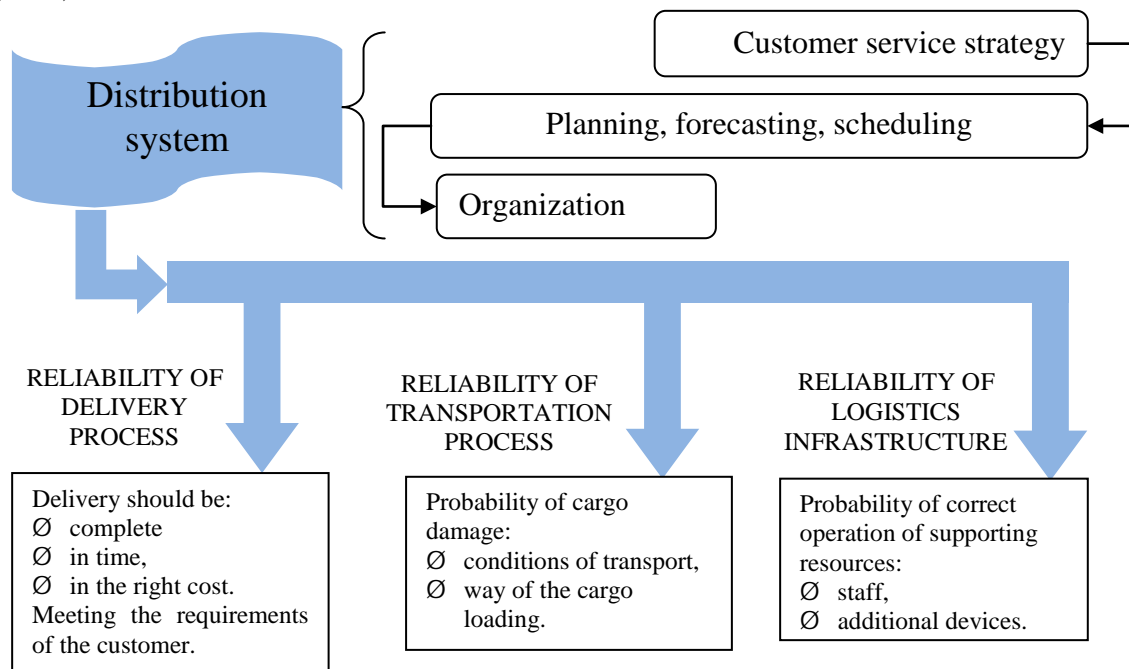 Distribution
system
Customer service strategy
Planning, forecasting, scheduling
Organization
RELIABILITY OF
DELIVERY
PROCESS
RELIABILITY OF
TRANSPORTATION
PROCESS
RELIABILITY OF
LOGISTICS
INFRASTRUCTURE
Delivery should be:
Ø complete
Ø in time,
Ø in the right cost.
Meeting the requirements
of the customer.
Probability of cargo
damage:
Ø conditions of transport,
Ø way of the cargo
loading.
Probability of correct
operation of supporting
resources:
Ø staff,
Ø additional devices.